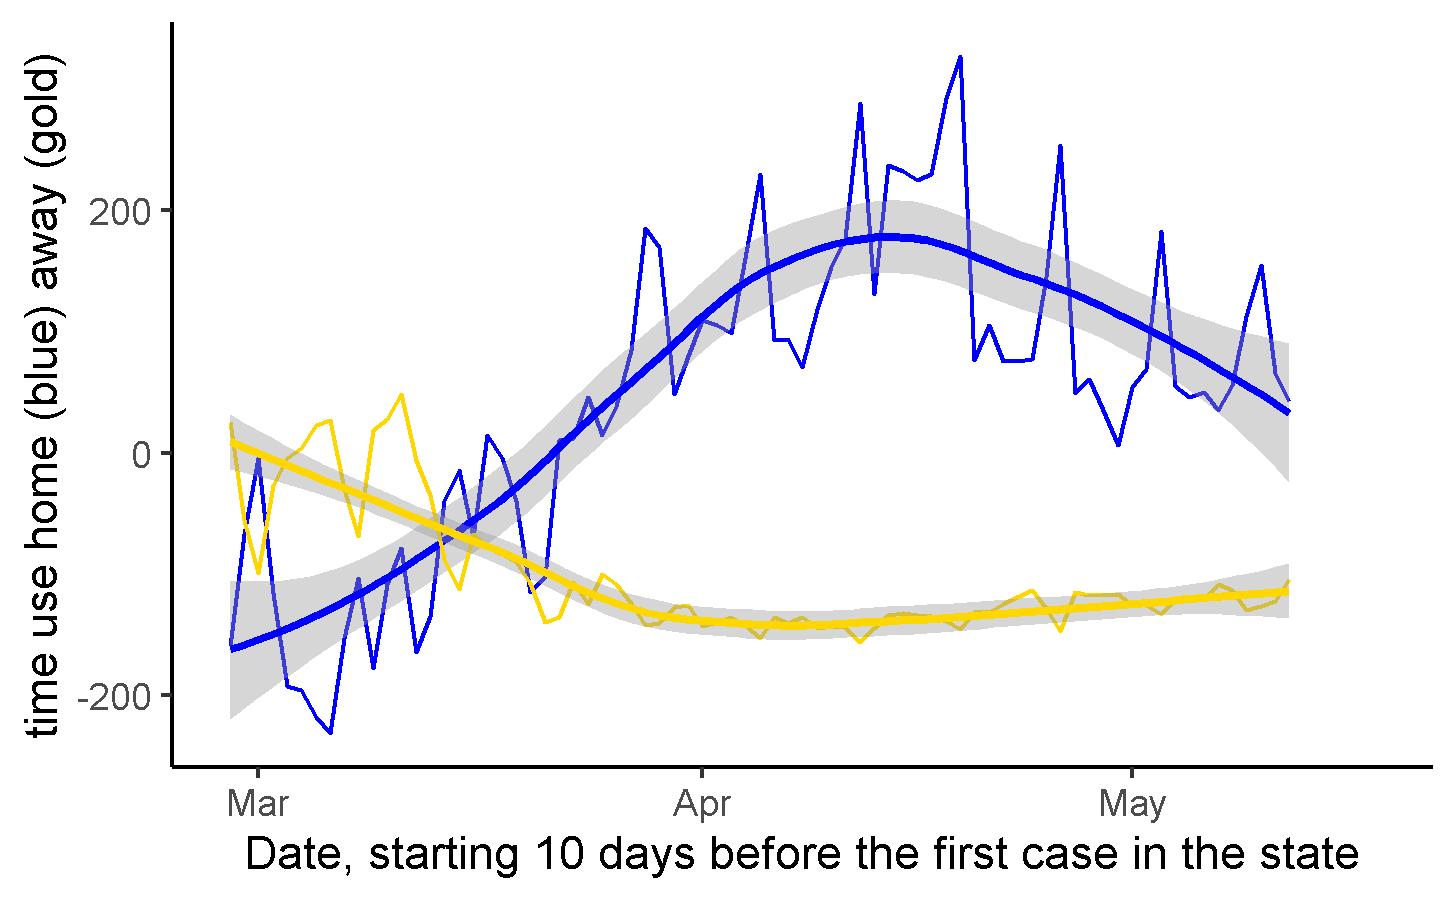 time use home (blue) away (gold)
200
0
-200
Mar
Apr
May
Date, starting 10 days before the first case in the state